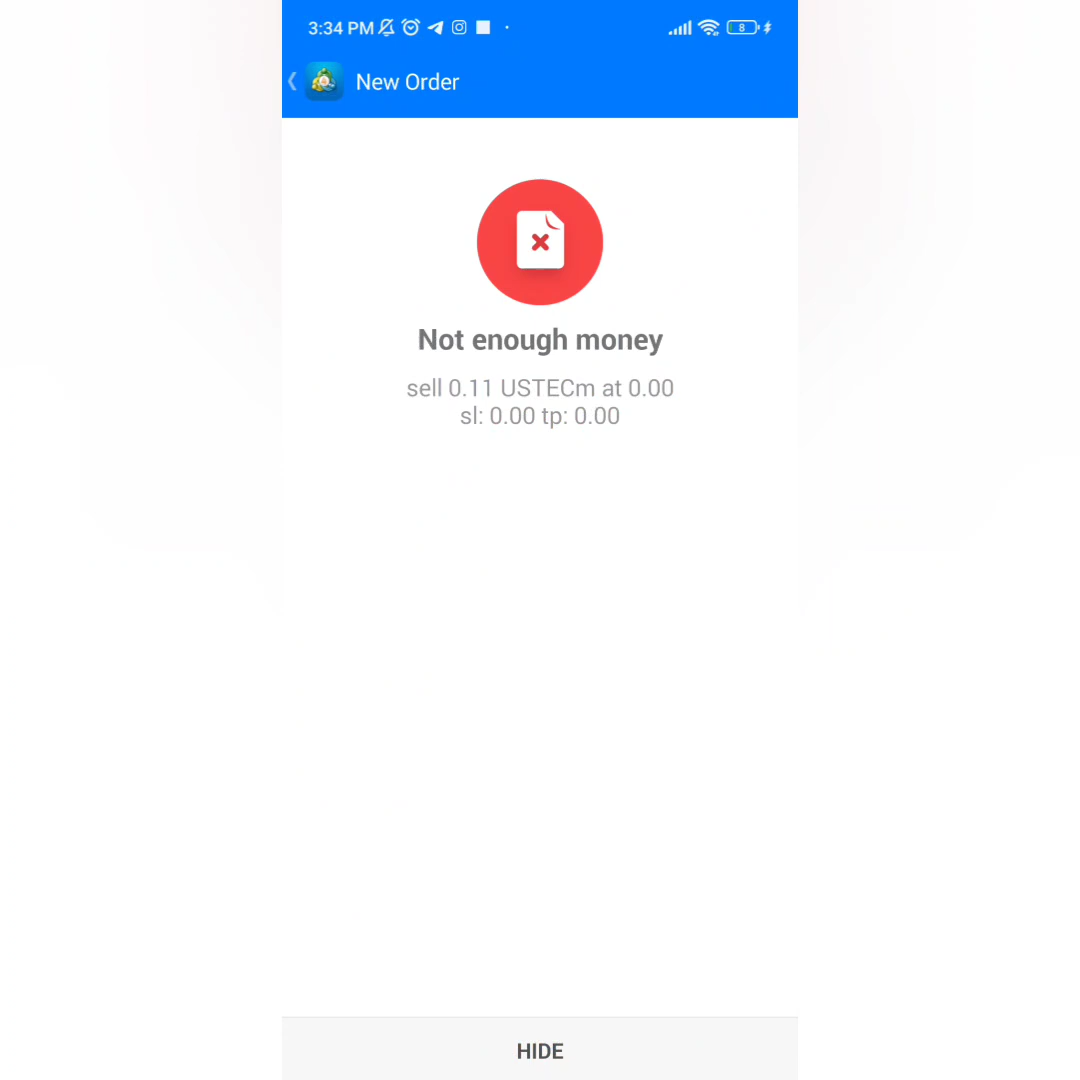 3:34 PM
8
New Order
Not enough money
sell 0.11 USTECm at 0.00
sl: 0.00 tp: 0.00
HIDE